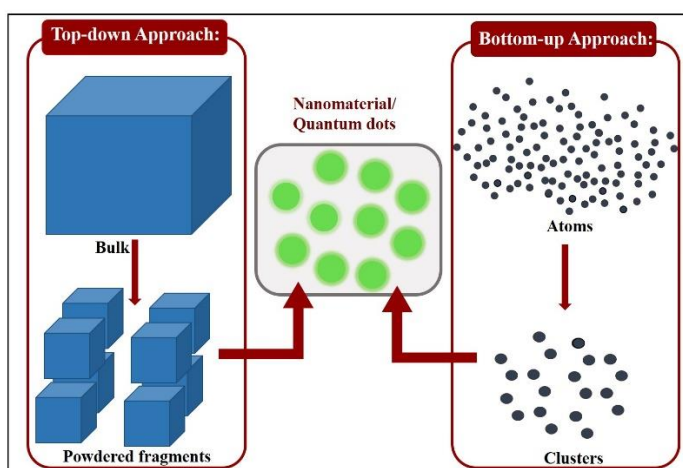 Top-down Approach:
Bulk
Powdered fragments
Nanomaterial/
Quantum dots
Bottom-up Approach:
Atoms
Clusters